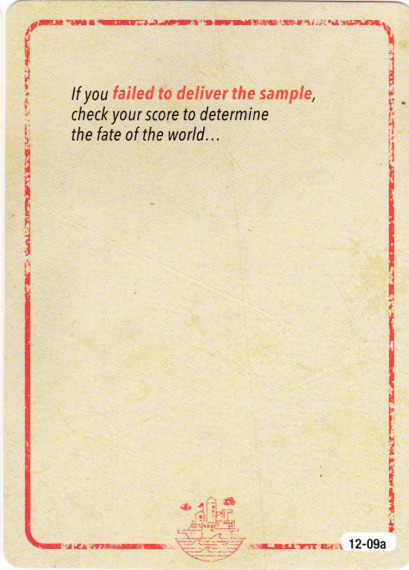 If you failed to deliver the sample,
check your score to determine
the fate of the world...
12-09a